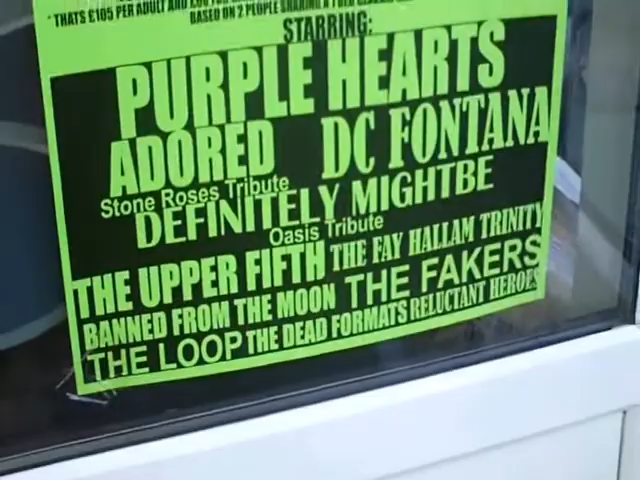 THATS £105 PER ADULT AND
BASED ON 2 PEOPLE SHARING A
STARRING:
PURPLE HEARTS
ADORED DC FONTANA
Stone Roses Tribute
DEFINITELY MIGHTBE
Oasis Tribute
THE UPPER FIFTH THE FAY HALLAM TRINITY
BANNED FROM THE MOON THE FAKERS
THE LOOP THE DEAD FORMATS RELUCTANT HEROES